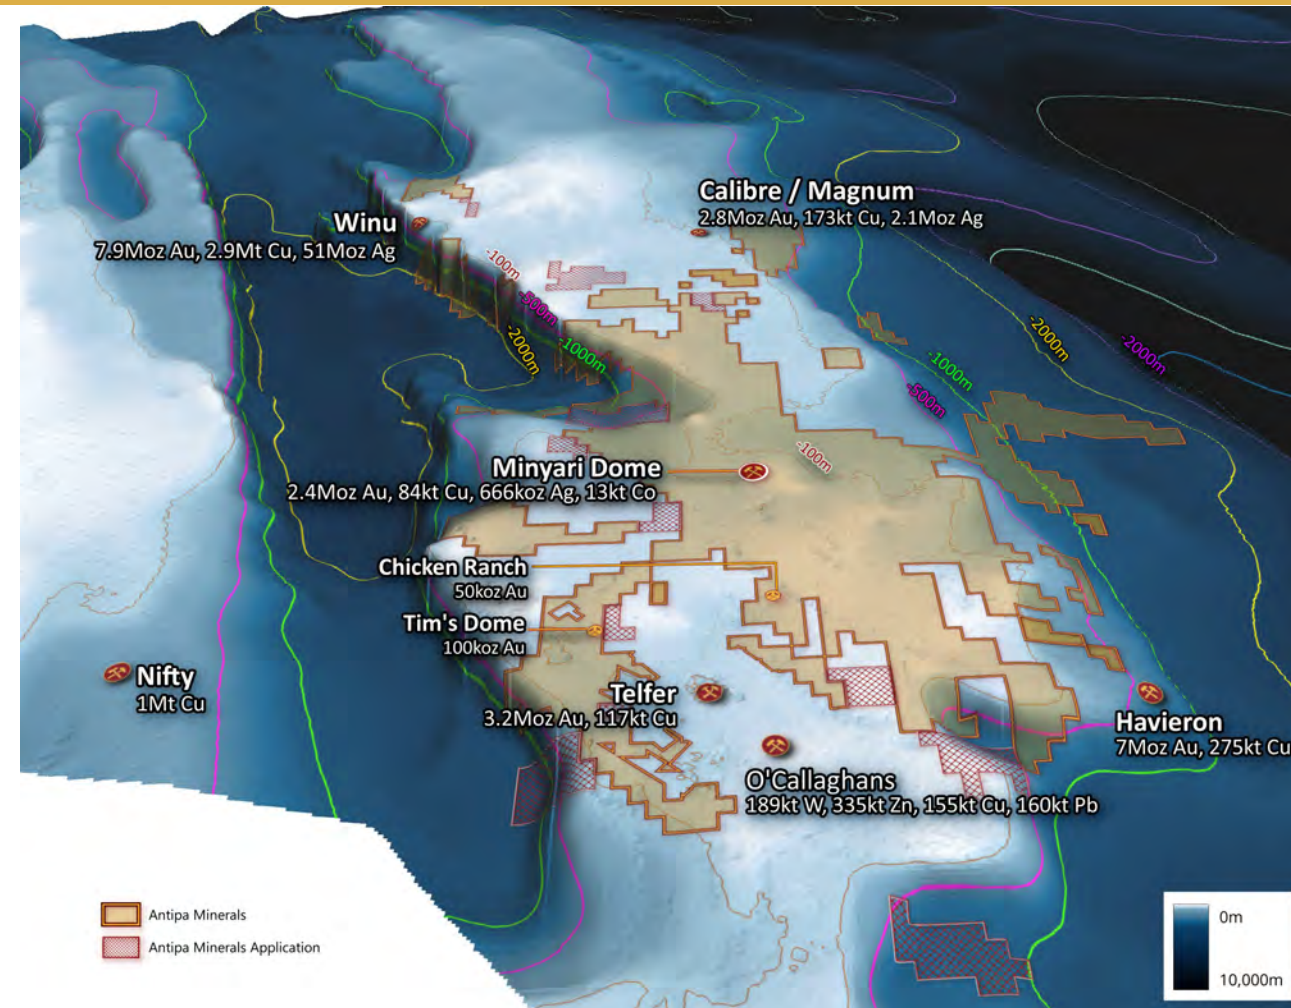 Calibre / Magnum
2.8Moz Au, 173kt Cu, 2.1Moz Ag
Winu
7.9Moz Au, 2.9Mt Cu, 51Moz Ag
-100m
-500m
-2000m
-1000m
-2000m
-2000m
-1000m
-500m
-100m
Minyari Dome
2.4Moz Au, 84kt Cu, 666koz Ag, 13kt Co
Chicken Ranch
50koz Au
Tim's Dome
100koz Au
Nifty
1Mt Cu
Telfer
3.2Moz Au, 117kt Cu
Havieron
7Moz Au, 275kt Cu
O'Callaghans
189kt W, 335kt Zn, 155kt Cu, 160kt Pb
Antipa Minerals
Antipa Minerals Application
0m
10,000m